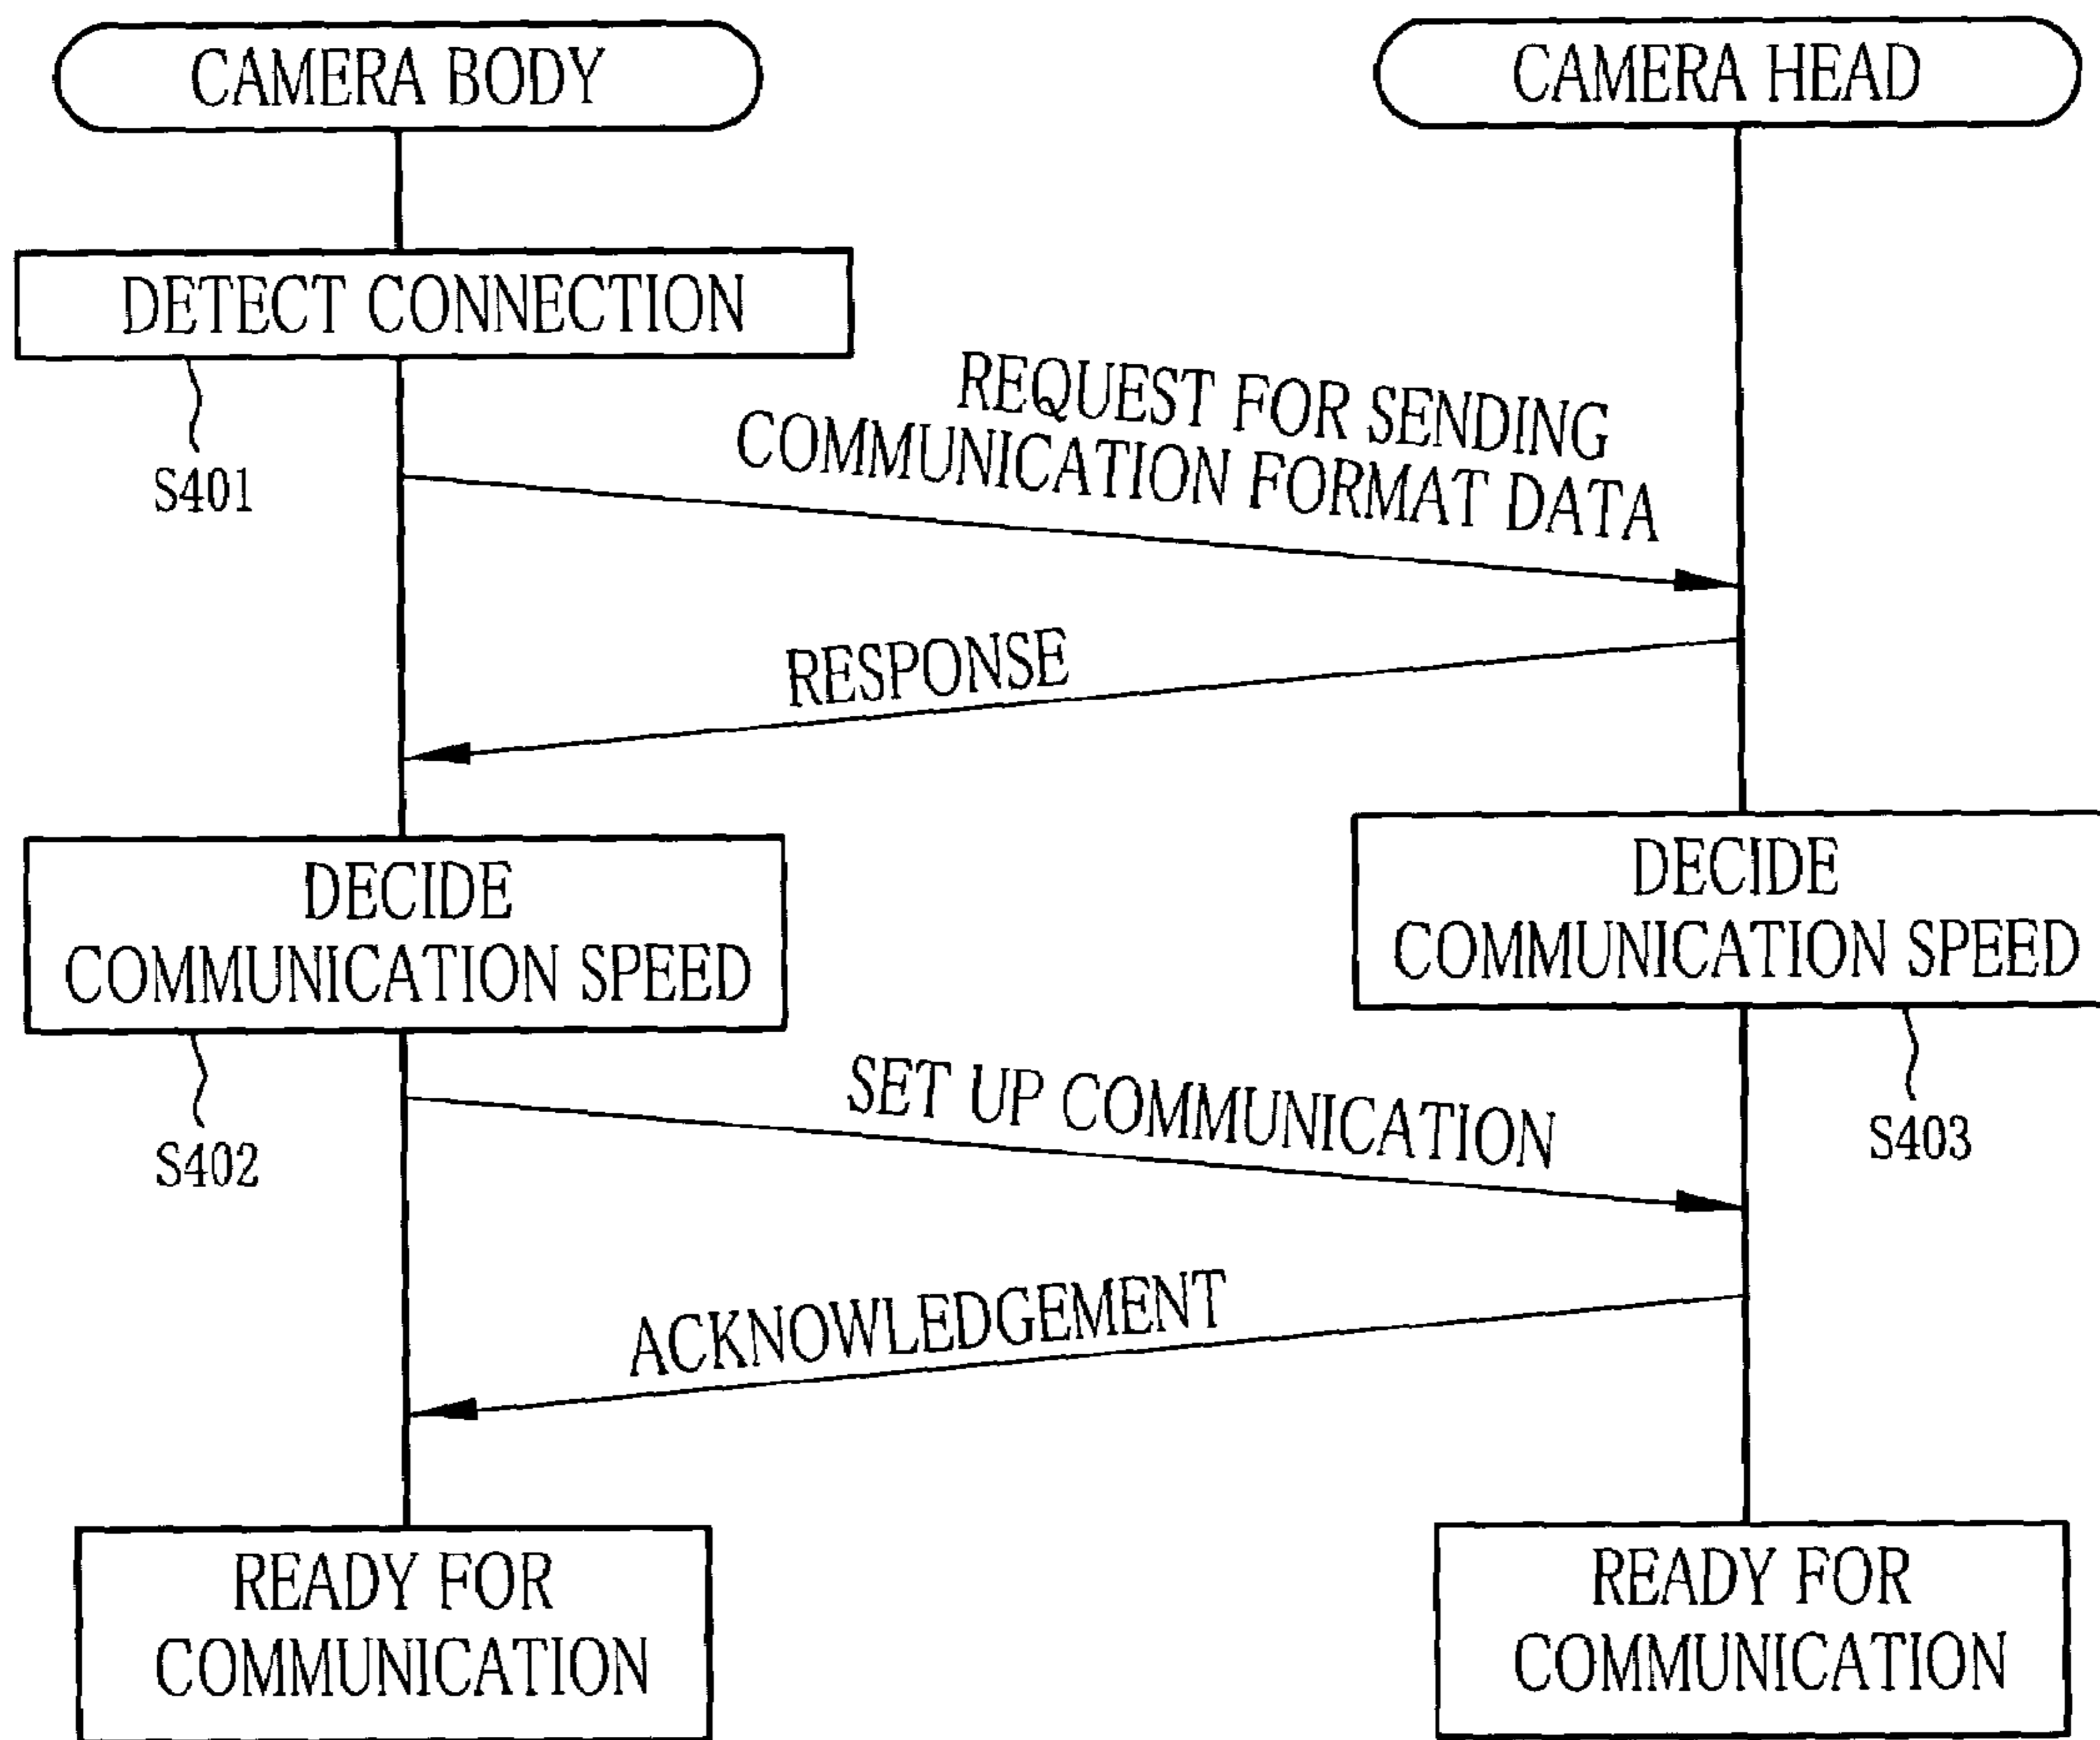 CAMERA BODY
CAMERA HEAD
DETECT CONNECTION
S401
REQUEST FOR SENDING
COMMUNICATION FORMAT DATA
RESPONSE
DECIDE
COMMUNICATION SPEED
S402
DECIDE
COMMUNICATION SPEED
S403
SET UP COMMUNICATION
ACKNOWLEDGEMENT
READY FOR
COMMUNICATION
READY FOR
COMMUNICATION